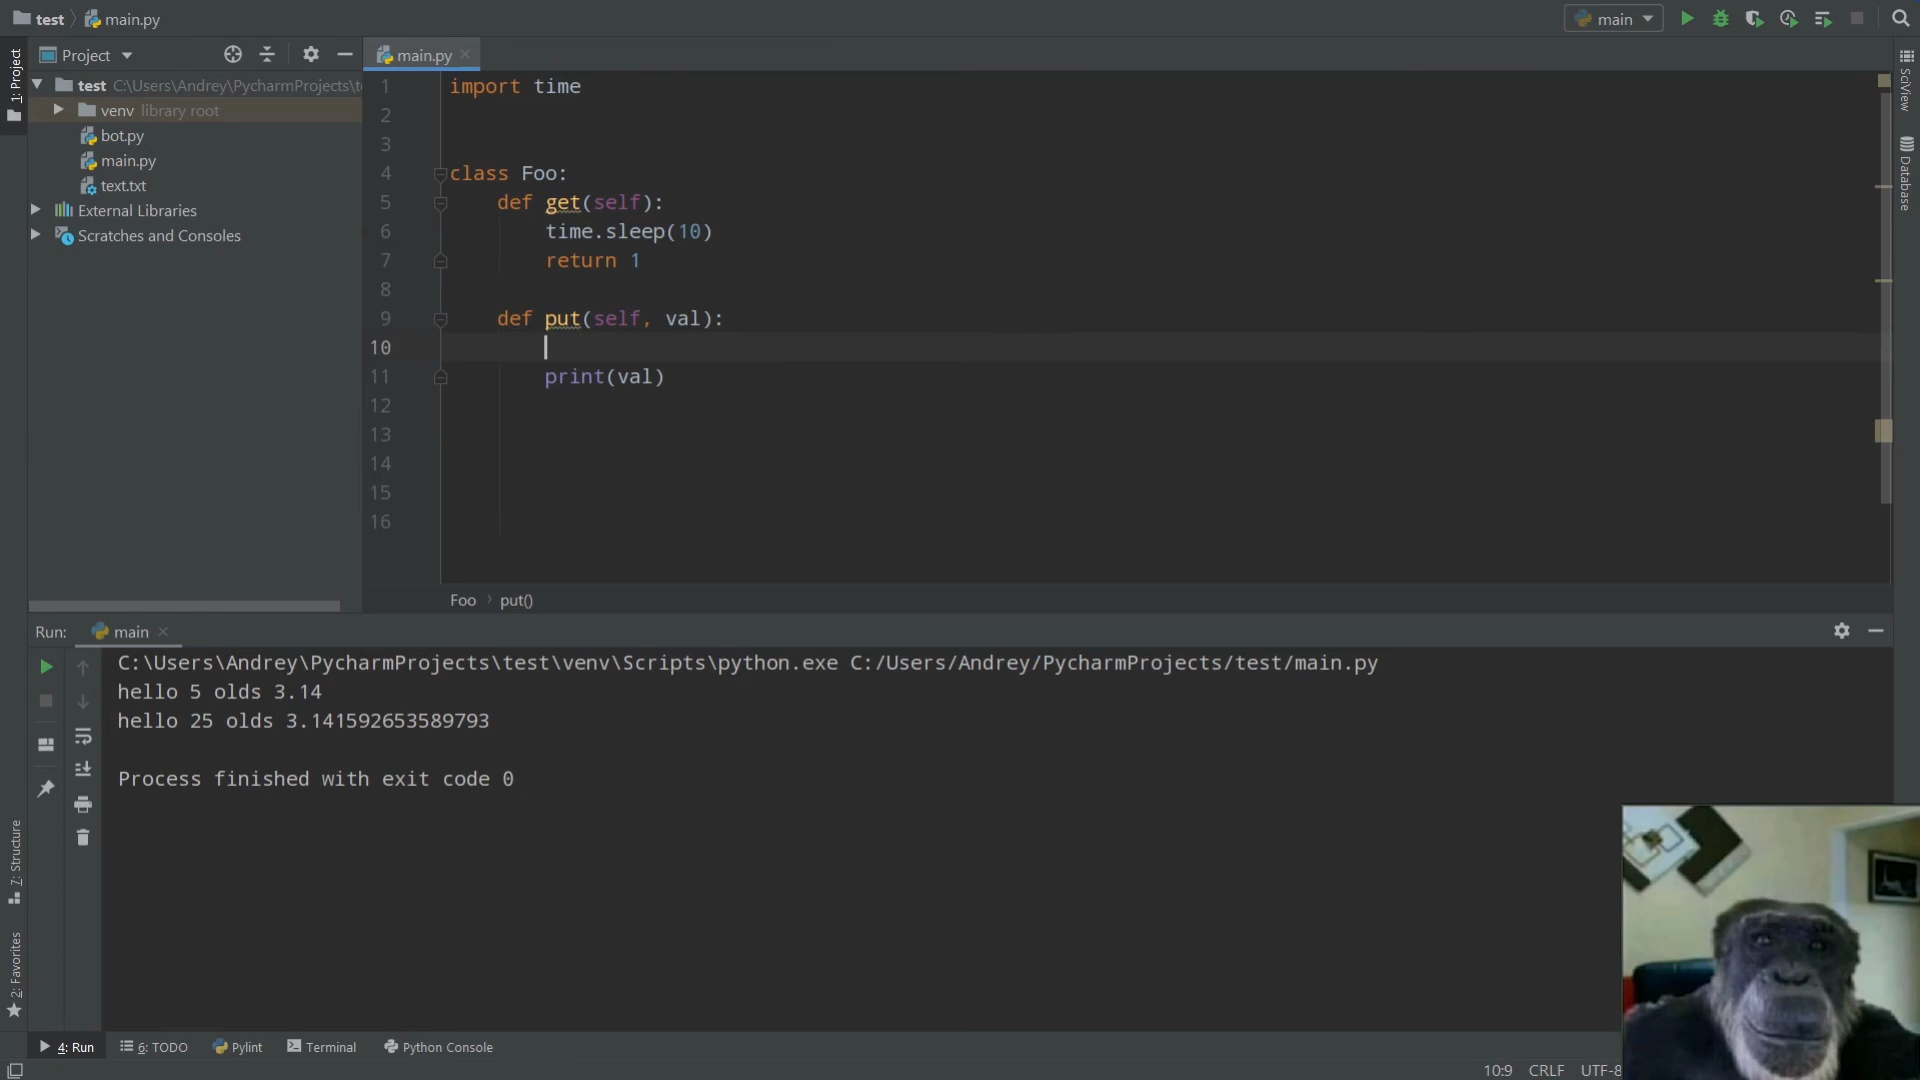 test main.py
main
1: Project
Project
main.py
test C:\Users\Andrey\PycharmProjects\t
venv library root
bot.py
main.py
text.txt
External Libraries
Scratches and Consoles
1 import time
2
3
4 class Foo:
5 def get(self):
6 time.sleep(10)
7 return 1
8
9 def put(self, val):
10
11 print(val)
12
13
14
15
16
Foo › put()
SciView
Database
Run: main
C:\Users\Andrey\PycharmProjects\test\venv\Scripts\python.exe C:/Users/Andrey/PycharmProjects/test/main.py
hello 5 olds 3.14
hello 25 olds 3.141592653589793
Process finished with exit code 0
7: Structure
2: Favorites
4: Run 6: TODO Pylint Terminal Python Console
10:9 CRLF UTF-8